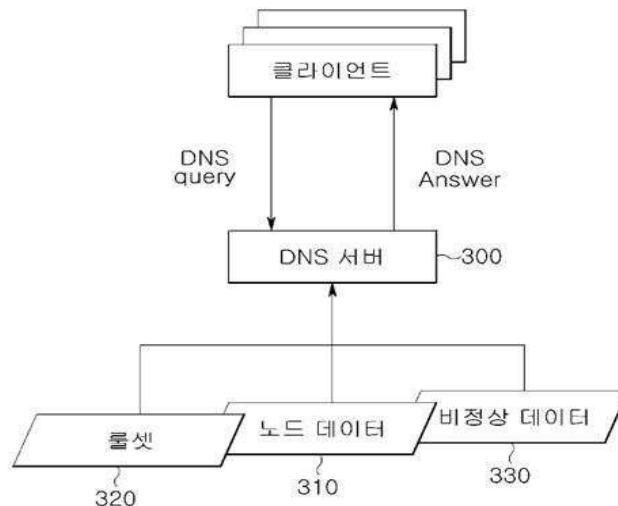 클라이언트
DNS
query
DNS
Answer
DNS 서버
300
룰셋
노드 데이터
비정상 데이터
320
310
330